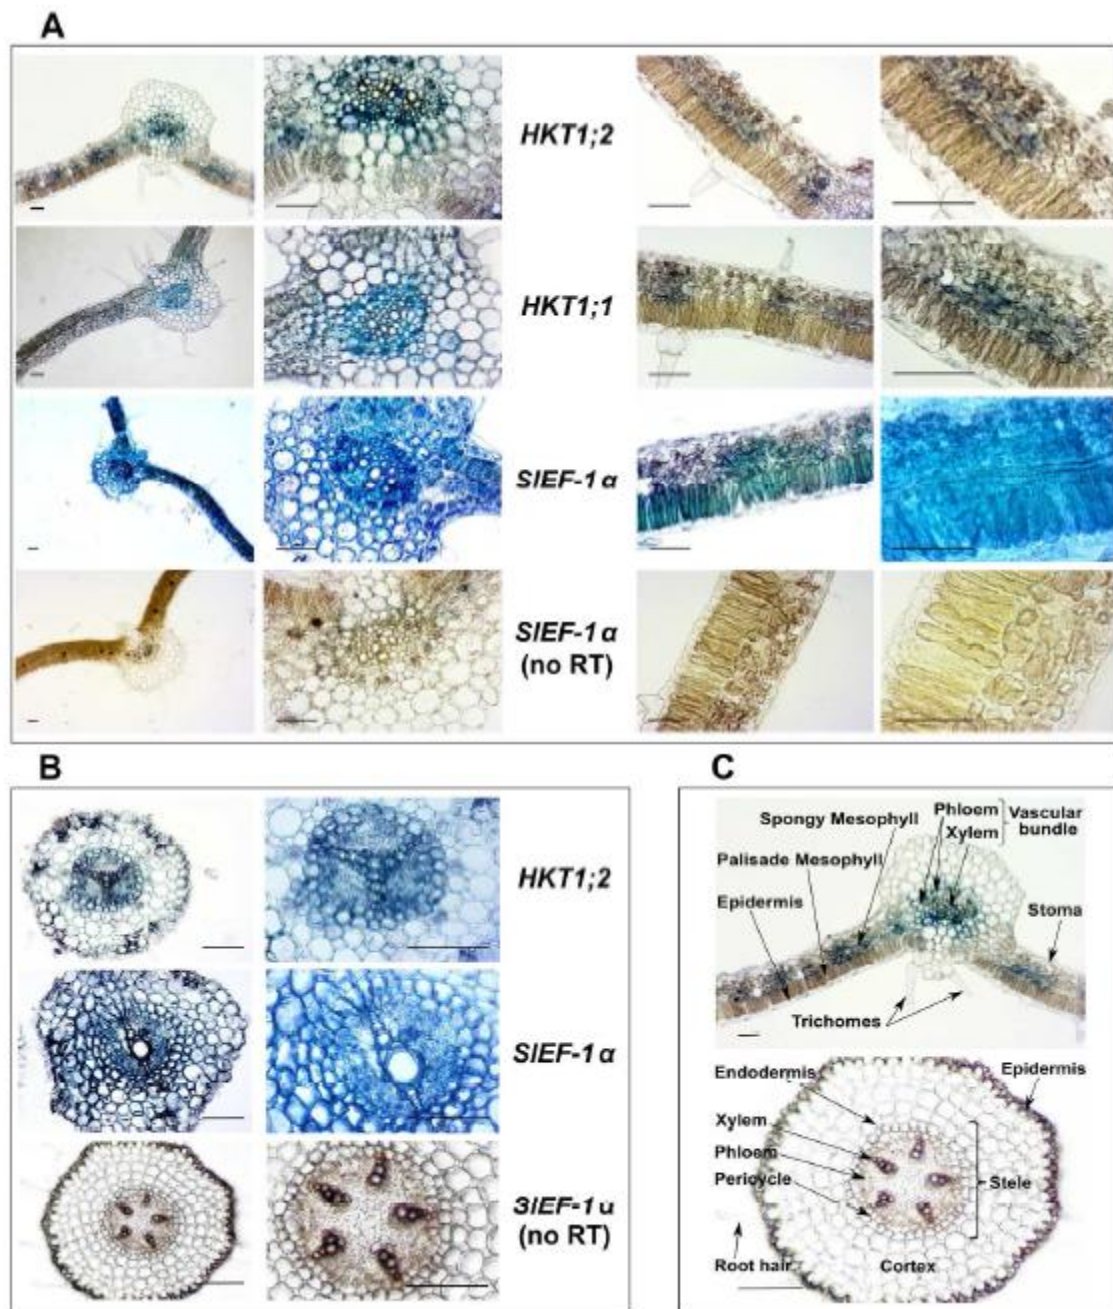 A
HKT1;2
HKT1;1
SlEF-1α
SlEF-1α
(no RT)
B
HKT1;2
SlEF-1α
SlEF-1α
(no RT)
C
Phloem
Vascular
bundle
Spongy Mesophyll
Xylem
Palisade Mesophyll
Epidermis
Stoma
Trichomes
Endodermis
Epidermis
Xylem
Phloem
Stele
Pericycle
Root hair
Cortex